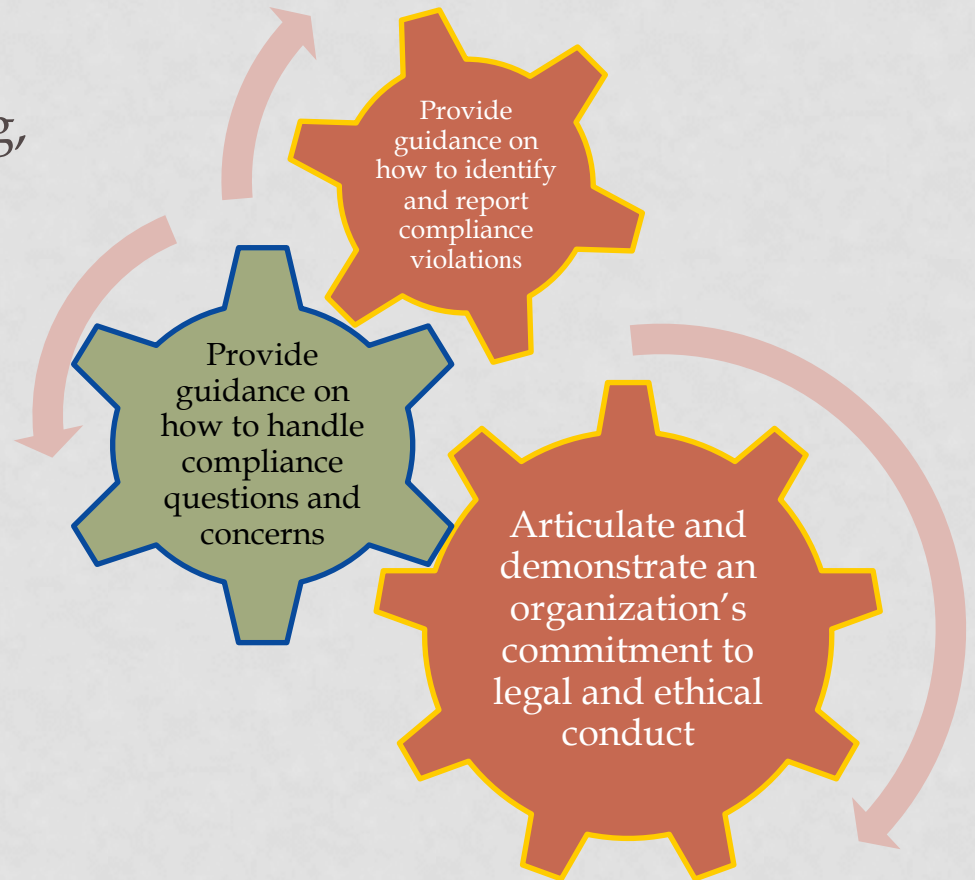 g,
Provide
guidance on
how to identify
and report
compliance
violations
Provide
guidance on
how to handle
compliance
questions and
concerns
Articulate and
demonstrate an
organization’s
commitment to
legal and ethical
conduct